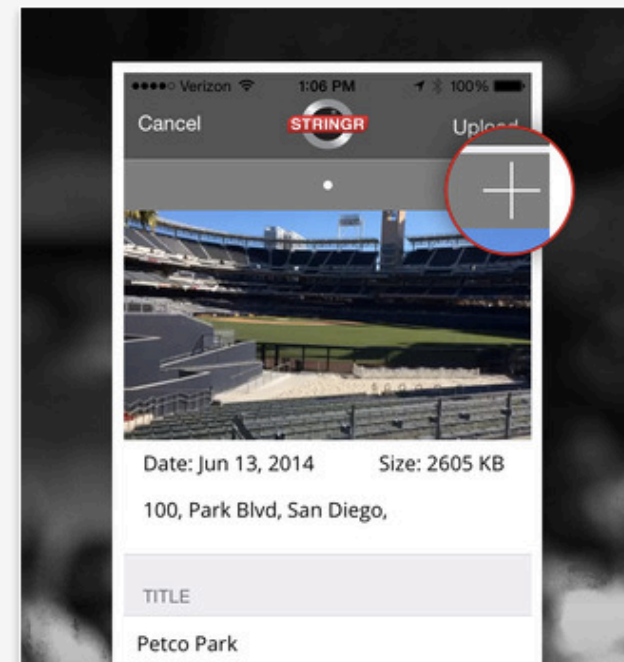 Verizon 1:06 PM 100%
Cancel STRINGR Upload
Date: Jun 13, 2014 Size: 2605 KB
100, Park Blvd, San Diego,
TITLE
Petco Park